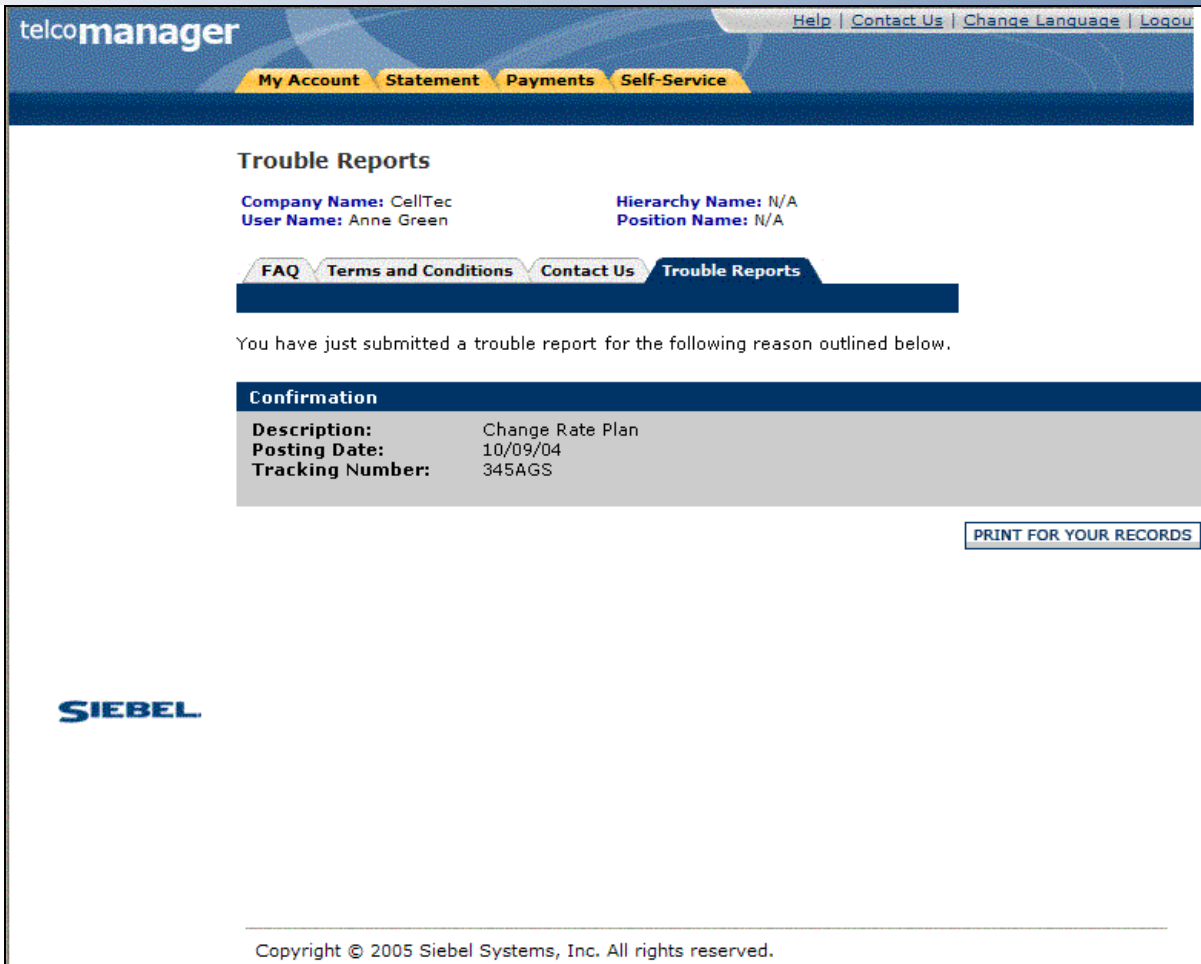 telcomanager
Help | Contact Us | Change Language | Logou
My Account Statement Payments Self-Service
Trouble Reports
Company Name: CellTec Hierarchy Name: N/A
User Name: Anne Green Position Name: N/A
FAQ Terms and Conditions Contact Us Trouble Reports
You have just submitted a trouble report for the following reason outlined below.
Confirmation
Description: Change Rate Plan
Posting Date: 10/09/04
Tracking Number: 345AGS
PRINT FOR YOUR RECORDS
SIEBEL.
Copyright © 2005 Siebel Systems, Inc. All rights reserved.